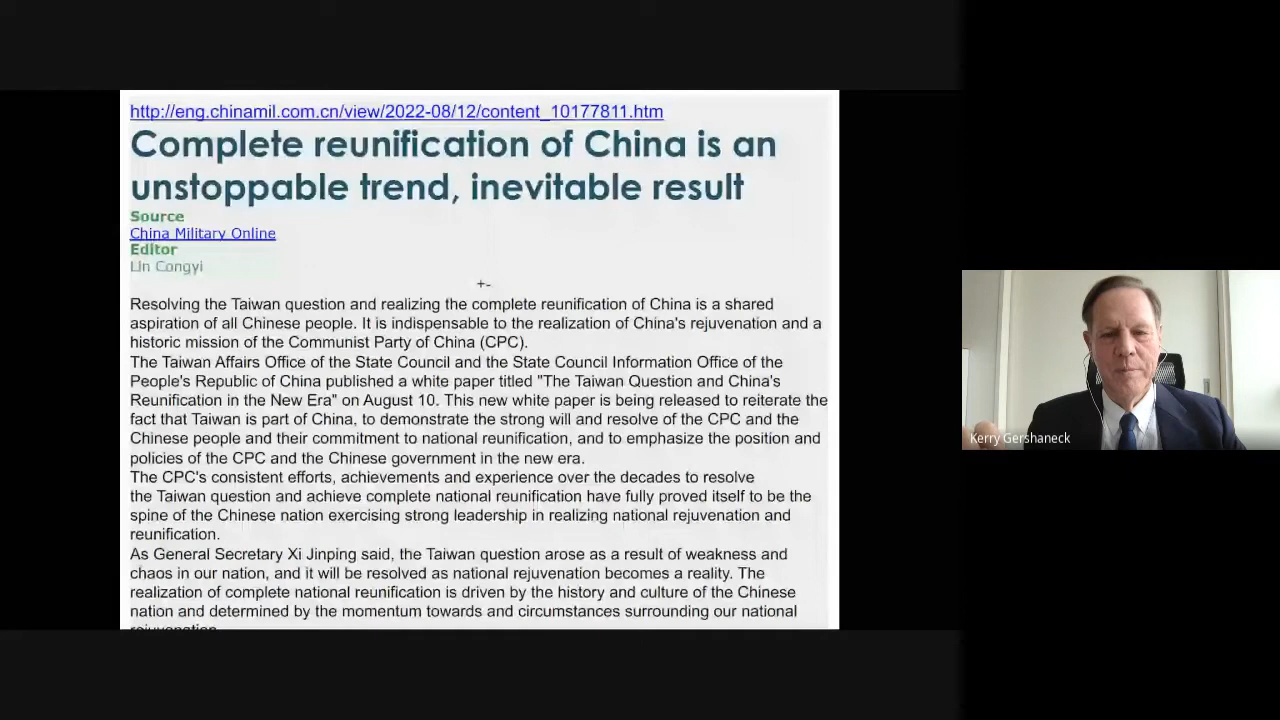 http://eng.chinamil.com.cn/view/2022-08/12/content_10177811.htm
Complete reunification of China is an
unstoppable trend, inevitable result
Source
China Military Online
Editor
Lin Congyi
+-
Resolving the Taiwan question and realizing the complete reunification of China is a shared
aspiration of all Chinese people. It is indispensable to the realization of China's rejuvenation and a
historic mission of the Communist Party of China (CPC).
The Taiwan Affairs Office of the State Council and the State Council Information Office of the
People's Republic of China published a white paper titled "The Taiwan Question and China's
Reunification in the New Era" on August 10. This new white paper is being released to reiterate the
fact that Taiwan is part of China, to demonstrate the strong will and resolve of the CPC and the
Chinese people and their commitment to national reunification, and to emphasize the position and
policies of the CPC and the Chinese government in the new era.
The CPC's consistent efforts, achievements and experience over the decades to resolve
the Taiwan question and achieve complete national reunification have fully proved itself to be the
spine of the Chinese nation exercising strong leadership in realizing national rejuvenation and
reunification.
As General Secretary Xi Jinping said, the Taiwan question arose as a result of weakness and
chaos in our nation, and it will be resolved as national rejuvenation becomes a reality. The
realization of complete national reunification is driven by the history and culture of the Chinese
nation and determined by the momentum towards and circumstances surrounding our national
rejuvenation.
Kerry Gershaneck